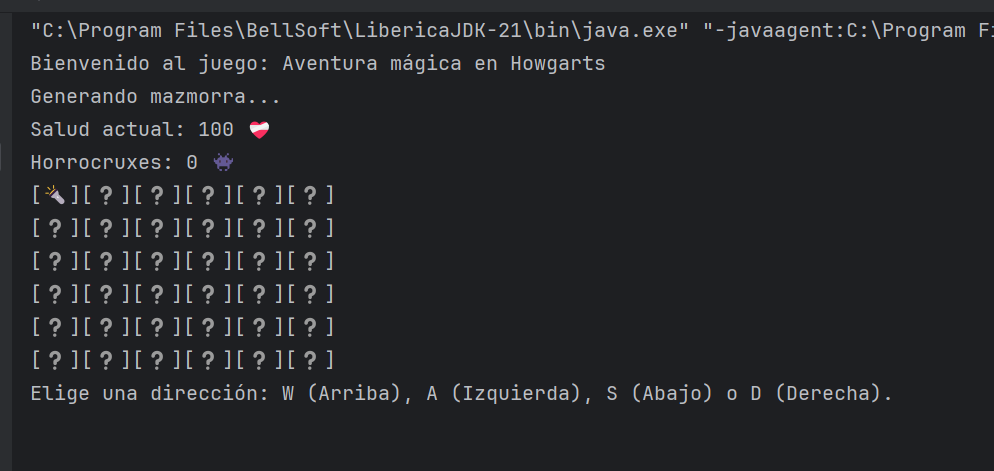 "C:\Program Files\BellSoft\LibericaJDK-21\bin\java.exe" "-javaagent:C:\Program Fi
Bienvenido al juego: Aventura mágica en Howgarts
Generando mazmorra...
Salud actual: 100 ❤️‍🩹
Horrocruxes: 0 👾
[🔦][❔][❔][❔][❔][❔]
[❔][❔][❔][❔][❔][❔]
[❔][❔][❔][❔][❔][❔]
[❔][❔][❔][❔][❔][❔]
[❔][❔][❔][❔][❔][❔]
[❔][❔][❔][❔][❔][❔]
Elige una dirección: W (Arriba), A (Izquierda), S (Abajo) o D (Derecha).